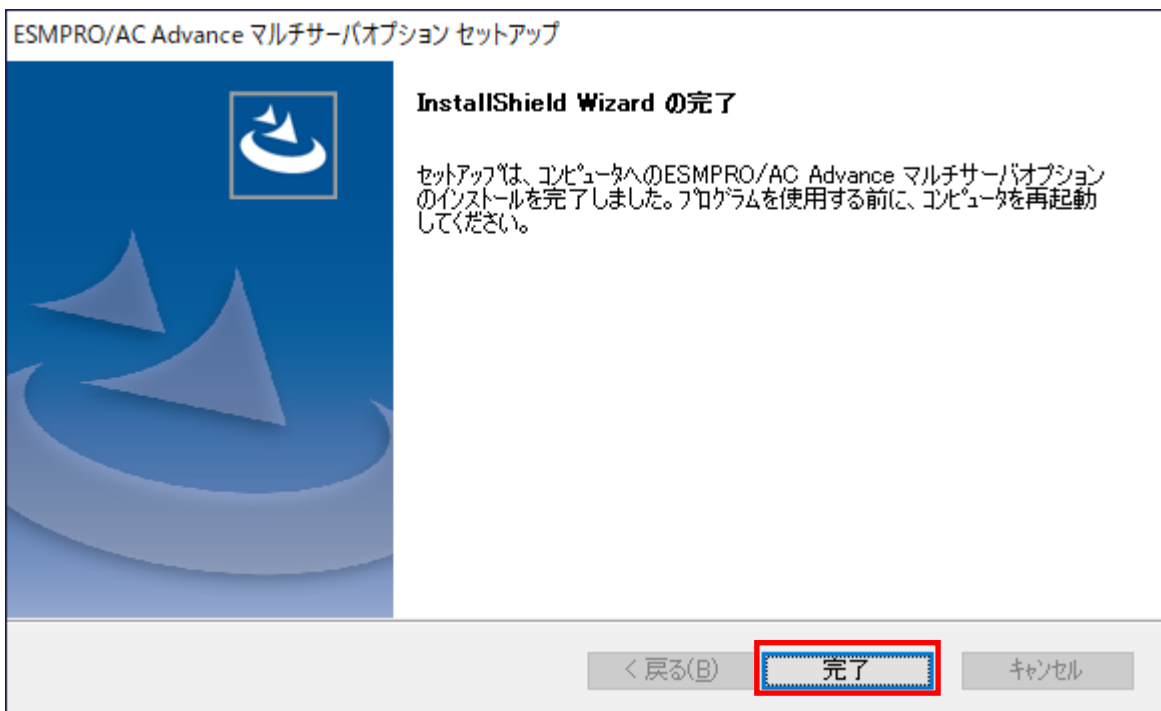 ESMPRO/AC Advance マルチサーバオプション セットアップ
InstallShield Wizard の完了
セットアップは、コンピュータへのESMPRO/AC Advance マルチサーバオプション
のインストールを完了しました。プログラムを使用する前に、コンピュータを再起動
してください。
< 戻る(B)
完了
キャンセル